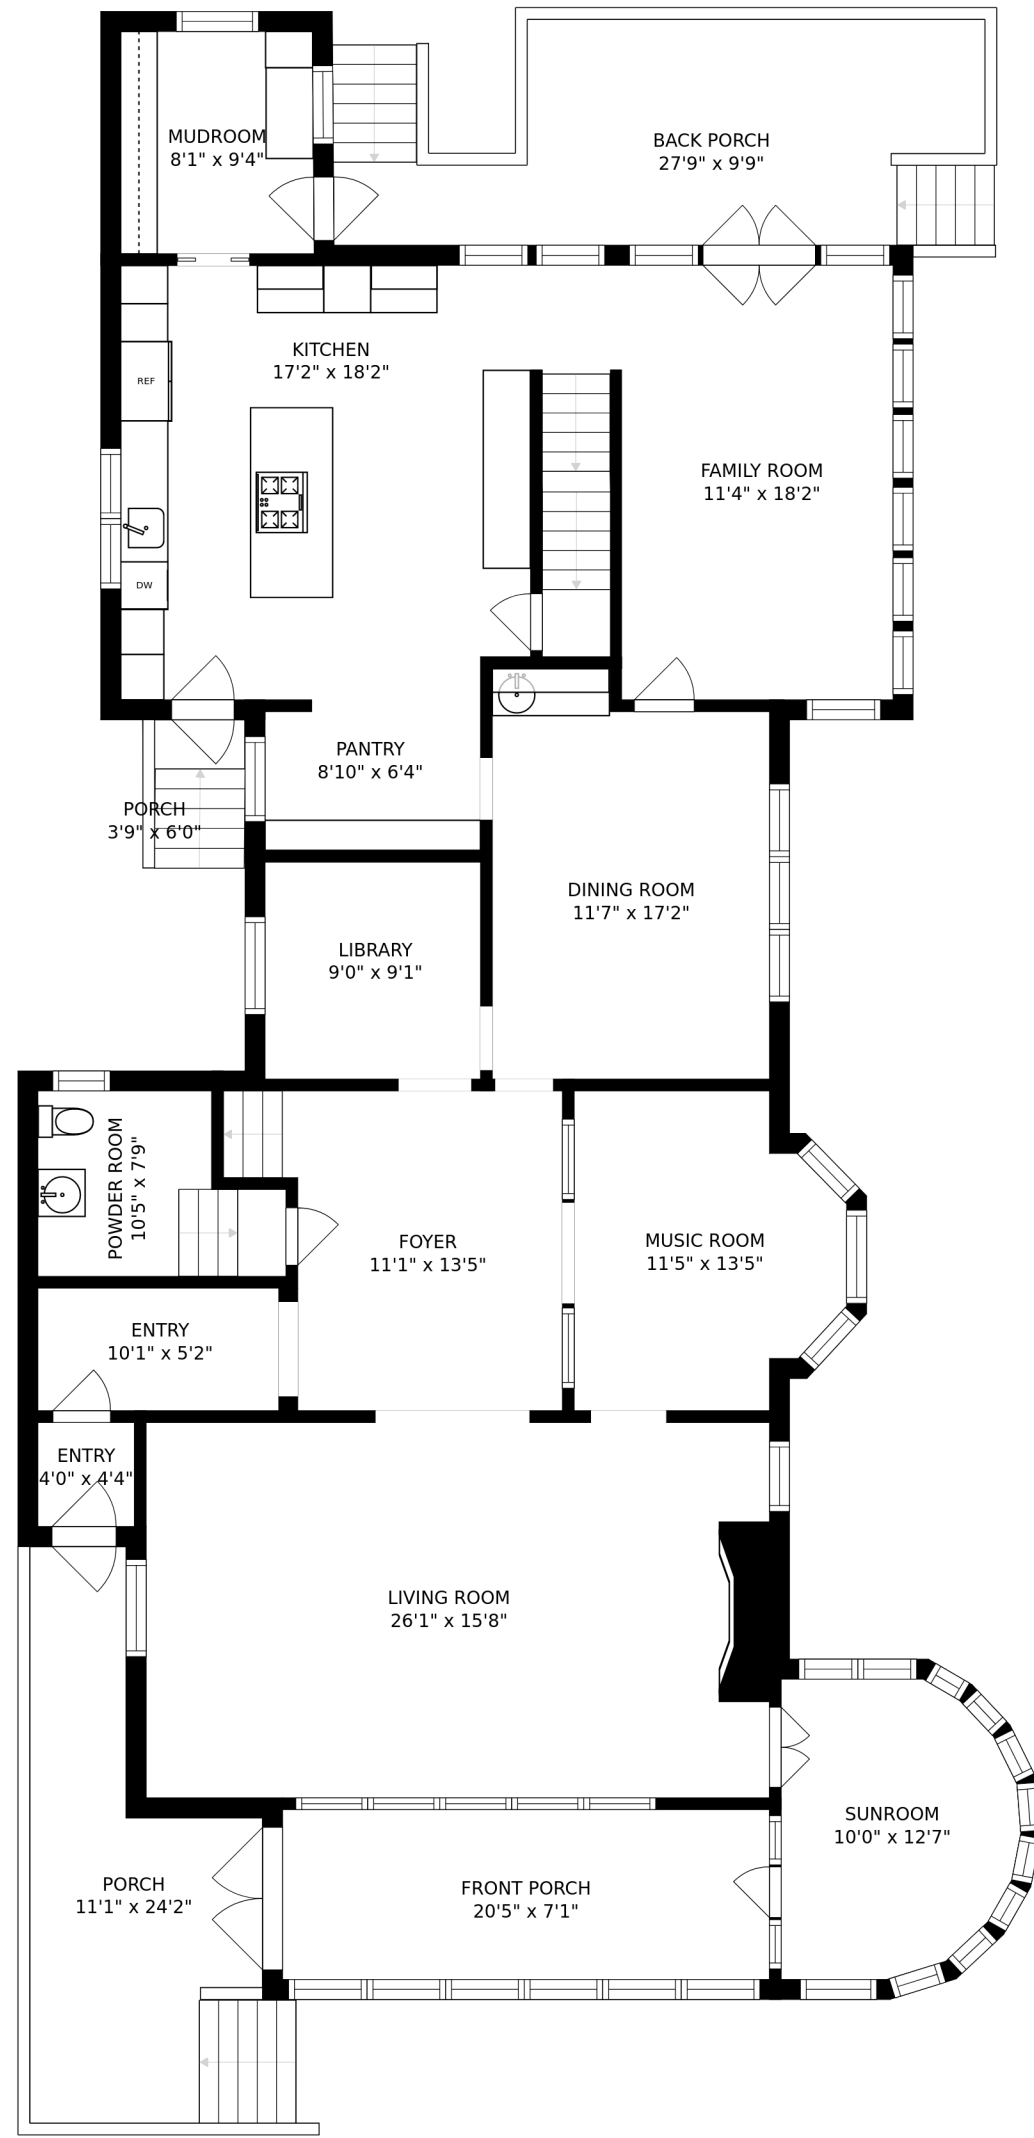 MUDROOM
8'1" x 9'4"
BACK PORCH
27'9" x 9'9"
KITCHEN
17'2" x 18'2"
REF
FAMILY ROOM
11'4" x 18'2"
DW
PANTRY
8'10" x 6'4"
PORCH
3'9" x 6'0"
DINING ROOM
11'7" x 17'2"
LIBRARY
9'0" x 9'1"
POWDER ROOM
10'5" x 7'9"
FOYER
11'1" x 13'5"
MUSIC ROOM
11'5" x 13'5"
ENTRY
10'1" x 5'2"
ENTRY
4'0" x 4'4"
LIVING ROOM
26'1" x 15'8"
SUNROOM
10'0" x 12'7"
PORCH
11'1" x 24'2"
FRONT PORCH
20'5" x 7'1"